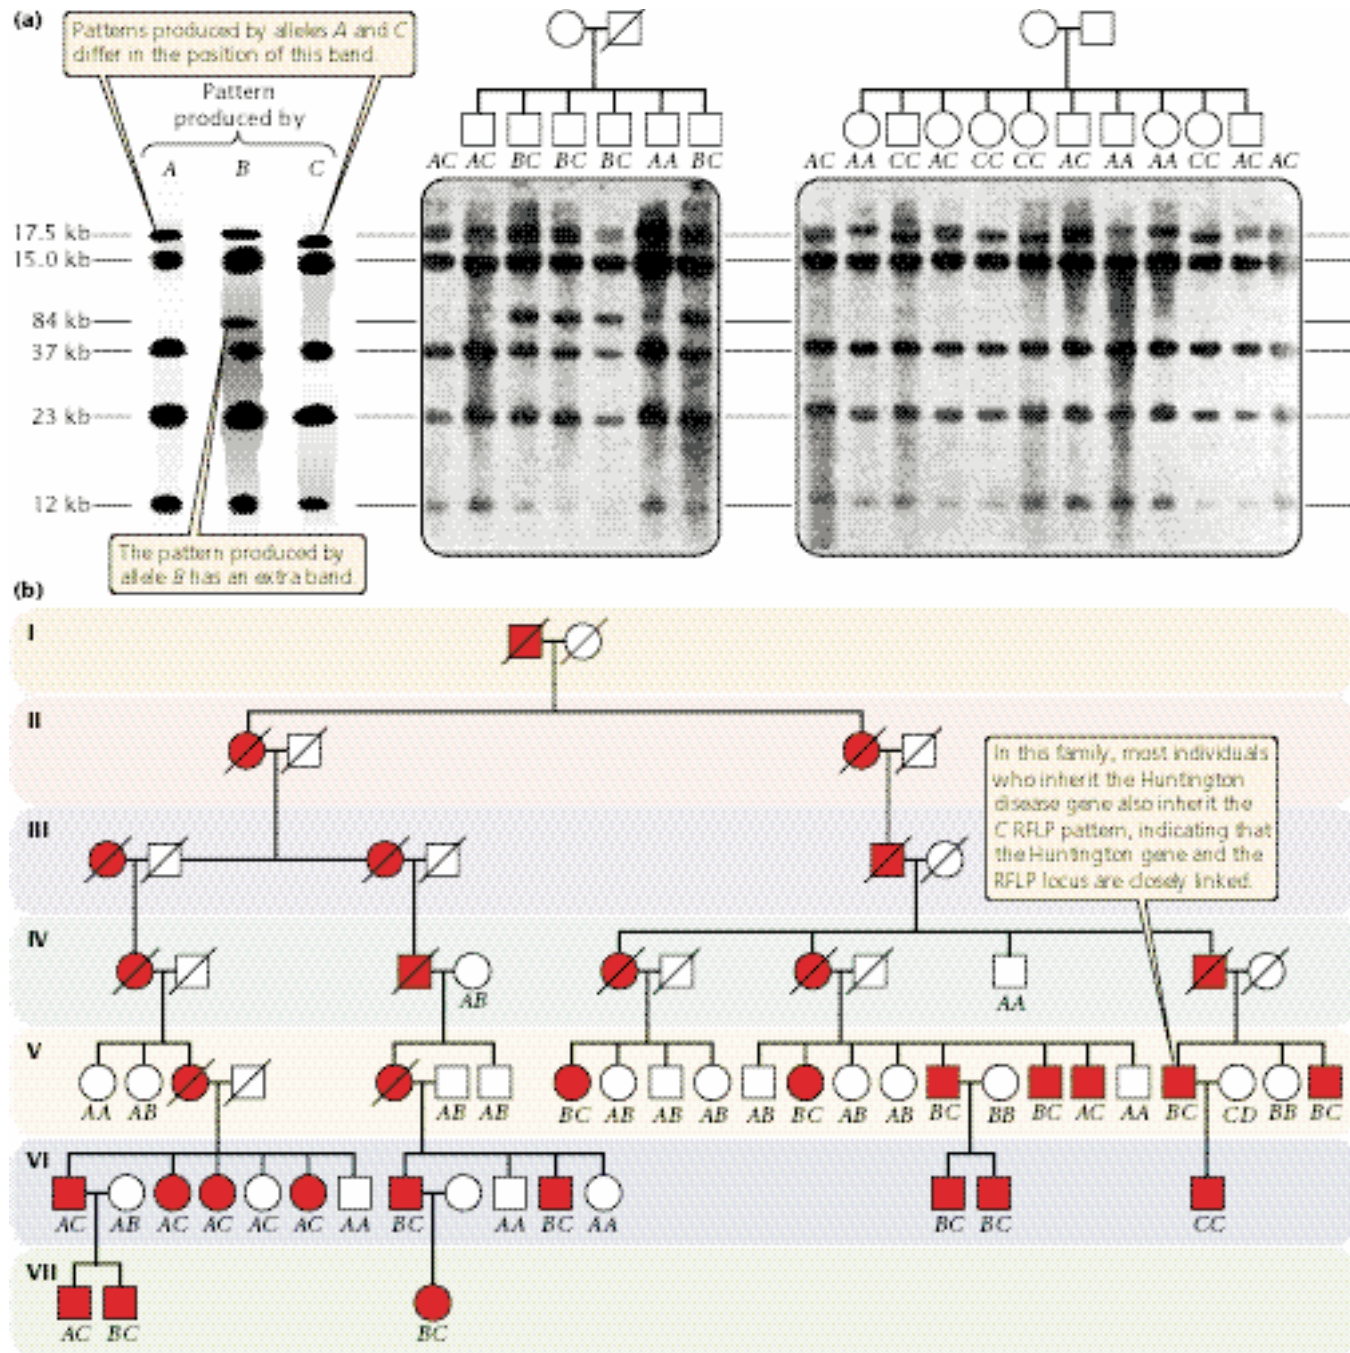 (a)
Patterns produced by alleles A and C
differ in the position of this band.
Pattern
produced by
A B C
17.5 kb
15.0 kb
84 kb
37 kb
23 kb
12 kb
AC AC BC BC BC AA BC
AC AA CC AC CC CC AC AA AA CC AC AC
The pattern produced by
allele B has an extra band.
(b)
I
II
In this family, most individuals
who inherit the Huntington
disease gene also inherit the
C RFLP pattern, indicating that
the Huntington gene and the
RFLP locus are closely linked.
III
IV
AB AA
V
AA AB AB AB BC AB AB AB AB BC AB AB BC BB BC AC AA BC CD BB BC
VI
AC AB AC AC AC AC AA BC AA BC AA BC BC CC
VII
AC BC BC